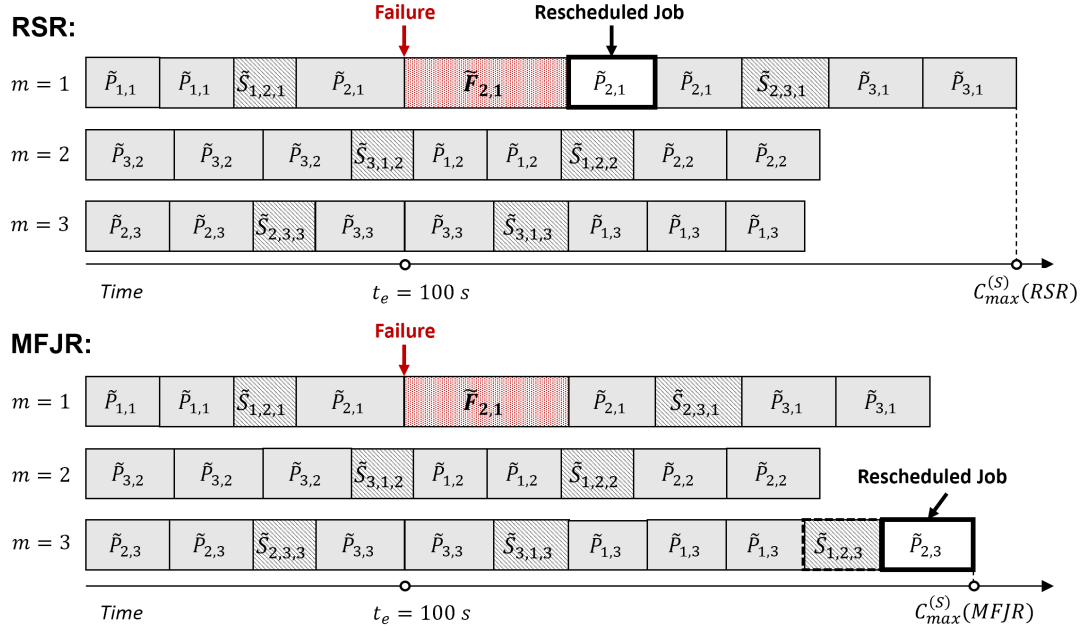 Failure Rescheduled Job
RSR:
m = 1 P̃1,1 P̃1,1 S̃1,2,1 P̃2,1 F̃2,1 P̃2,1 P̃2,1 S̃2,3,1 P̃3,1 P̃3,1
m = 2 P̃3,2 P̃3,2 P̃3,2 S̃3,1,2 P̃1,2 P̃1,2 S̃1,2,2 P̃2,2 P̃2,2
m = 3 P̃2,3 P̃2,3 S̃2,3,3 P̃3,3 P̃3,3 S̃3,1,3 P̃1,3 P̃1,3 P̃1,3
Time te = 100 s Cmax(S)(RSR)
Failure
MFJR:
m = 1 P̃1,1 P̃1,1 S̃1,2,1 P̃2,1 F̃2,1 P̃2,1 S̃2,3,1 P̃3,1 P̃3,1
m = 2 P̃3,2 P̃3,2 P̃3,2 S̃3,1,2 P̃1,2 P̃1,2 S̃1,2,2 P̃2,2 P̃2,2
Rescheduled Job
m = 3 P̃2,3 P̃2,3 S̃2,3,3 P̃3,3 P̃3,3 S̃3,1,3 P̃1,3 P̃1,3 P̃1,3 S̃1,2,3 P̃2,3
Time te = 100 s Cmax(S)(MFJR)